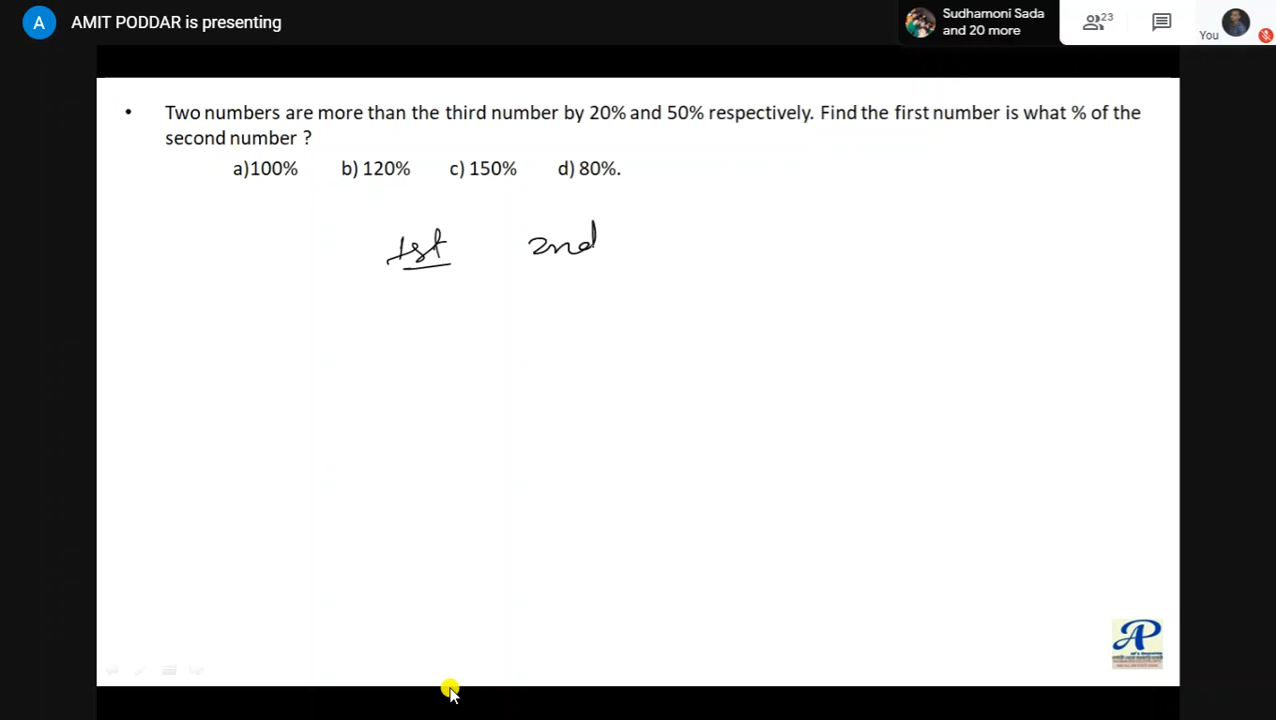 A AMIT PODDAR is presenting
Sudhamoni Sada
and 20 more
23
You
• Two numbers are more than the third number by 20% and 50% respectively. Find the first number is what % of the
second number ?
a)100% b) 120% c) 150% d) 80%.
1st 2nd
AP